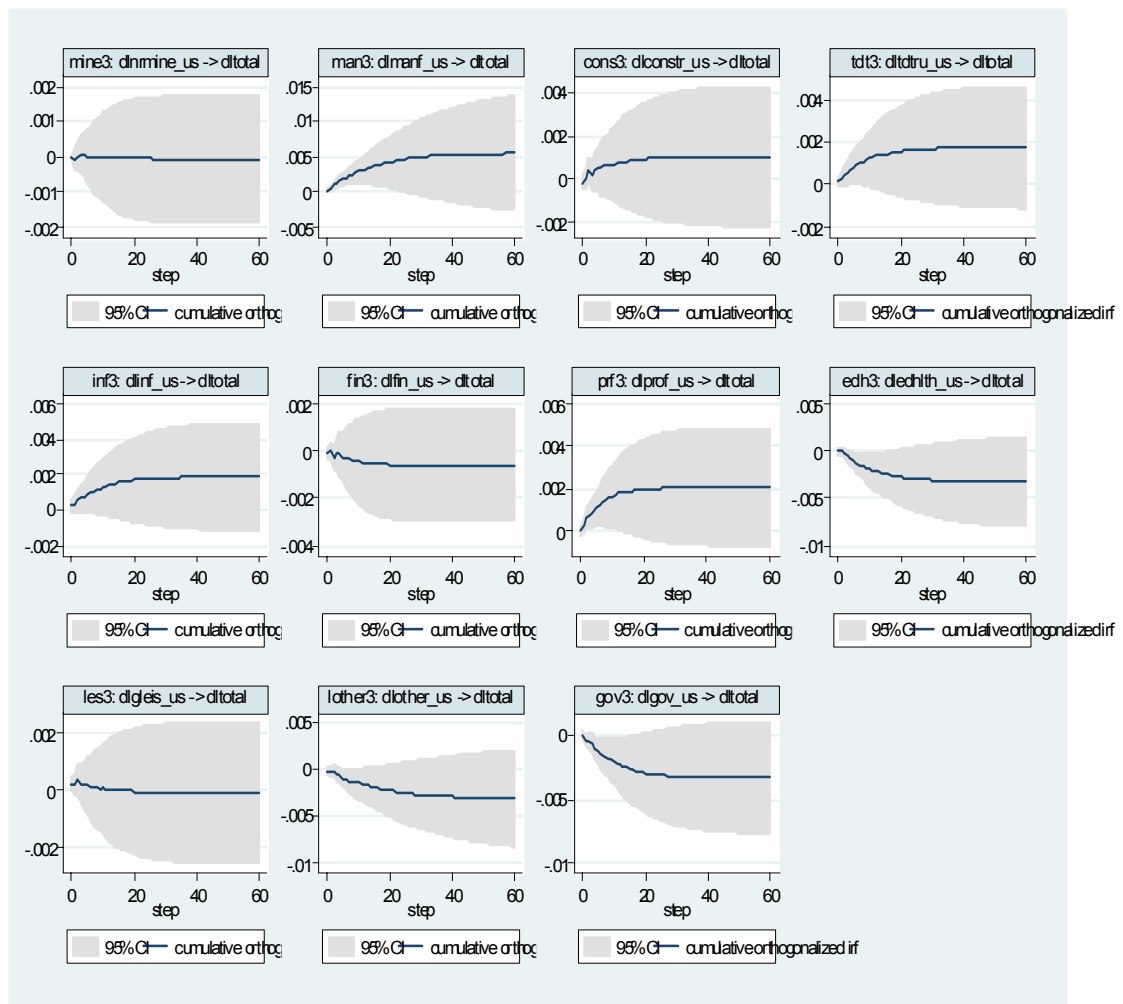 mine3: dlnrmine_us -> dltotal
.002
.001
0
-.001
-.002
0 20 40 60
step
95% CI cumulative orthog
man3: dlmanf_us -> dltotal
.015
.01
.005
0
-.005
0 20 40 60
step
95% CI cumulative orthog
cons3: dlconstr_us -> dltotal
.004
.002
0
-.002
0 20 40 60
step
95% CI cumulative orthog
tdt3: dltdtru_us -> dltotal
.004
.002
0
-.002
0 20 40 60
step
95% CI cumulative orthogonalized irf
inf3: dlinf_us -> dltotal
.006
.004
.002
0
-.002
0 20 40 60
step
95% CI cumulative orthog
fin3: dlfin_us -> dltotal
.002
0
-.002
-.004
0 20 40 60
step
95% CI cumulative orthog
prf3: dlprof_us -> dltotal
.006
.004
.002
0
0 20 40 60
step
95% CI cumulative orthog
edh3: dledhlth_us -> dltotal
.005
0
-.005
-.01
0 20 40 60
step
95% CI cumulative orthogonalized irf
les3: dlgleis_us -> dltotal
.002
0
-.002
0 20 40 60
step
95% CI cumulative orthog
lother3: dlother_us -> dltotal
.005
0
-.005
-.01
0 20 40 60
step
95% CI cumulative orthog
gov3: dlgov_us -> dltotal
0
-.005
-.01
0 20 40 60
step
95% CI cumulative orthogonalized irf